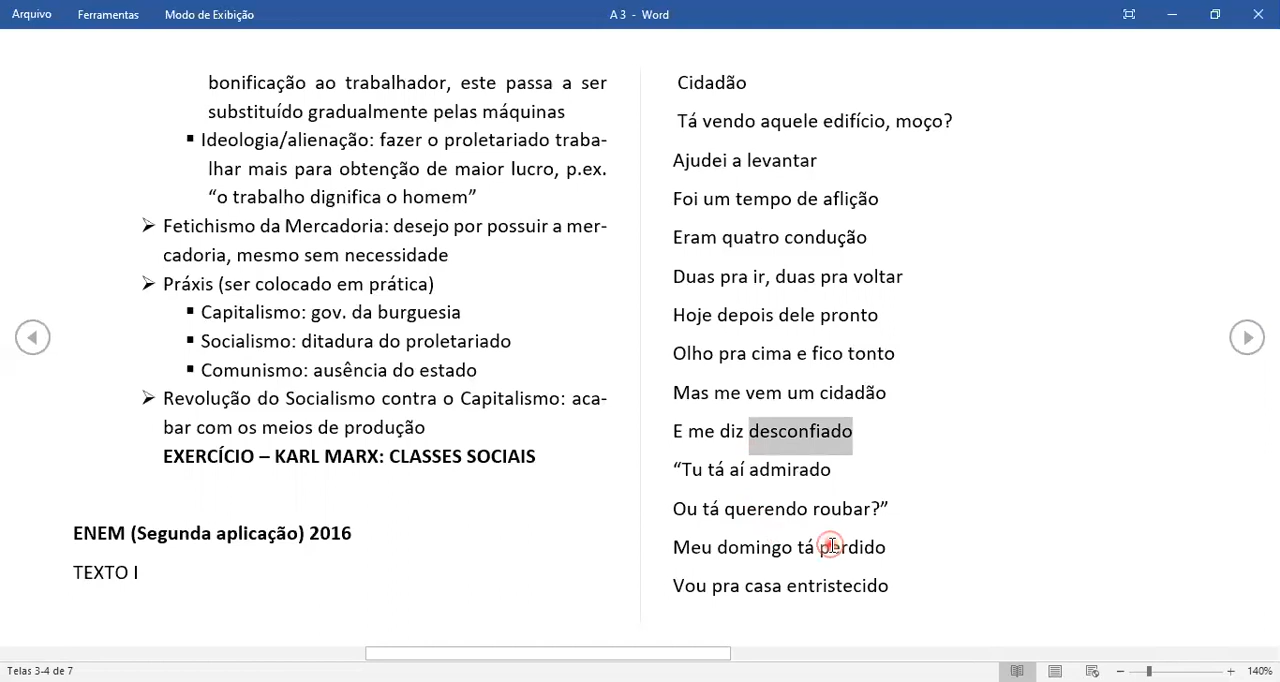 Arquivo Ferramentas Modo de Exibição A 3 - Word
bonificação ao trabalhador, este passa a ser
substituído gradualmente pelas máquinas
▪ Ideologia/alienação: fazer o proletariado traba-
lhar mais para obtenção de maior lucro, p.ex.
“o trabalho dignifica o homem”
➢ Fetichismo da Mercadoria: desejo por possuir a mer-
cadoria, mesmo sem necessidade
➢ Práxis (ser colocado em prática)
▪ Capitalismo: gov. da burguesia
▪ Socialismo: ditadura do proletariado
▪ Comunismo: ausência do estado
➢ Revolução do Socialismo contra o Capitalismo: aca-
bar com os meios de produção
EXERCÍCIO – KARL MARX: CLASSES SOCIAIS
ENEM (Segunda aplicação) 2016
TEXTO I
Cidadão
Tá vendo aquele edifício, moço?
Ajudei a levantar
Foi um tempo de aflição
Eram quatro condução
Duas pra ir, duas pra voltar
Hoje depois dele pronto
Olho pra cima e fico tonto
Mas me vem um cidadão
E me diz desconfiado
“Tu tá aí admirado
Ou tá querendo roubar?”
Meu domingo tá perdido
Vou pra casa entristecido
Telas 3-4 de 7
140%